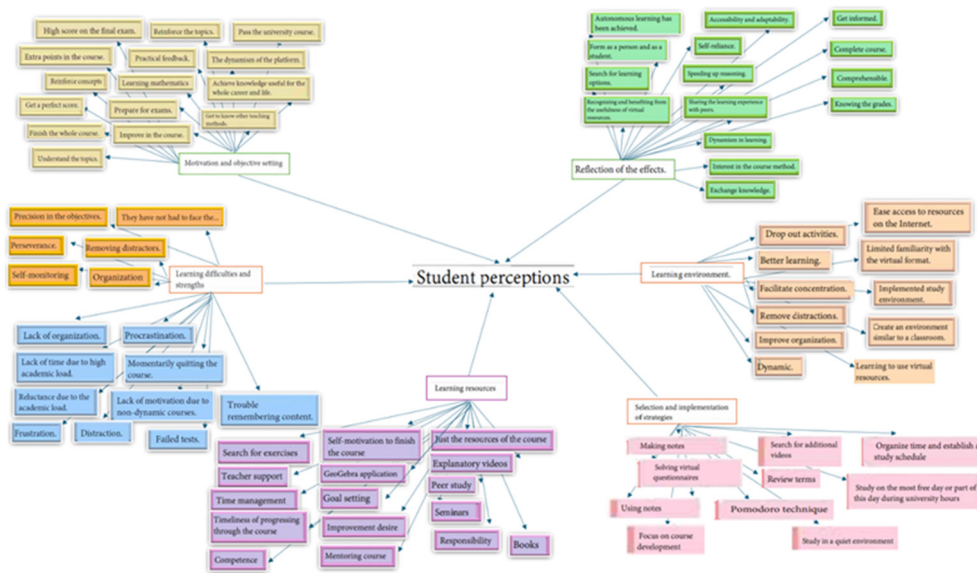 High score on the final exam.
Reinforce the topics.
Pass the university course.
Extra points in the course.
Practical feedback.
The dynamism of the platform.
Reinforce concepts
Learning mathematics
Achieve knowledge useful for the
whole career and life.
Get a perfect score.
Prepare for exams.
Get to know other teaching
methods.
Finish the whole course.
Improve in the course.
Understand the topics.
Motivation and objective setting
Autonomous learning has
been achieved.
Accessibility and adaptability.
Get informed.
Form as a person and as a
student.
Self-reliance.
Complete course.
Search for learning
options.
Speeding up reasoning.
Comprehensible.
Recognizing and benefiting from
the usefulness of virtual
resources.
Sharing the learning experience
with peers.
Knowing the grades.
Dynamism in learning.
Reflection of the effects.
Interest in the course method.
Exchange knowledge.
Precision in the objectives.
They have not had to face the...
Perseverance.
Removing distractors.
Self-monitoring
Organization
Learning difficulties and
strengths
Student perceptions
Learning environment.
Drop out activities.
Ease access to resources
on the Internet.
Better learning.
Limited familiarity with
the virtual format.
Facilitate concentration.
Implemented study
environment.
Remove distractions.
Improve organization.
Create an environment
similar to a classroom.
Dynamic.
Learning to use virtual
resources.
Lack of organization.
Procrastination.
Lack of time due to high
academic load.
Momentarily quitting the
course.
Reluctance due to the
academic load.
Lack of motivation due to
non-dynamic courses.
Trouble
remembering content.
Frustration.
Distraction.
Failed tests.
Learning resources
Search for exercises
Self-motivation to finish
the course
Just the resources of the course
Teacher support
GeoGebra application
Explanatory videos
Time management
Goal setting
Peer study
Timeliness of progressing
through the course
Improvement desire
Seminars
Competence
Mentoring course
Responsibility
Books
Selection and implementation
of strategies
Making notes
Search for additional
videos
Organize time and establish a
study schedule
Solving virtual
questionnaires
Review terms
Study on the most free day or part of
this day during university
hours
Using notes
Pomodoro technique
Focus on course
development
Study in a quiet environment